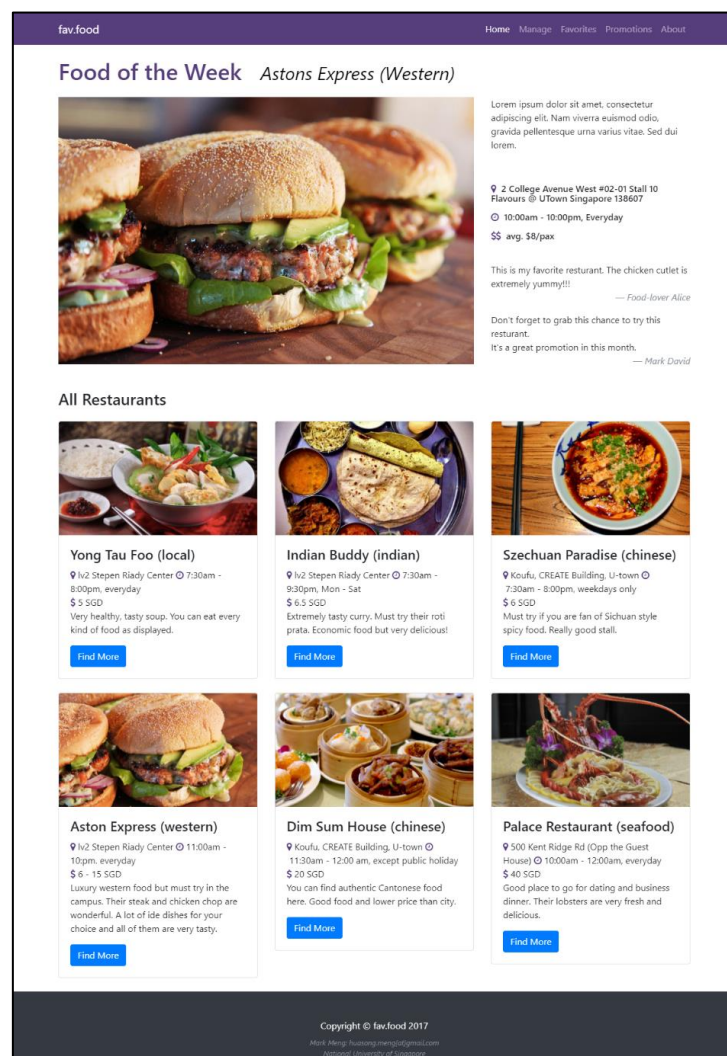 fav.food Home Manage Favorites Promotions About
Food of the Week Astons Express (Western)
Lorem ipsum dolor sit amet, consectetur
adipiscing elit. Nam viverra euismod odio,
gravida pellentesque urna varius vitae. Sed dui
lorem.
2 College Avenue West #02-01 Stall 10
Flavours @ UTown Singapore 138607
10:00am - 10:00pm, Everyday
$$ avg. $8/pax
This is my favorite resturant. The chicken cutlet is
extremely yummy!!!
— Food-lover Alice
Don't forget to grab this chance to try this
resturant.
It's a great promotion in this month.
— Mark David
All Restaurants
Yong Tau Foo (local)
lv2 Stepen Riady Center 7:30am -
8:00pm, everyday
$ 5 SGD
Very healthy, tasty soup. You can eat every
kind of food as displayed.
Find More
Indian Buddy (indian)
lv2 Stepen Riady Center 7:30am -
9:30pm, Mon - Sat
$ 6.5 SGD
Extremely tasty curry. Must try their roti
prata. Economic food but very delicious!
Find More
Szechuan Paradise (chinese)
Koufu, CREATE Building, U-town
7:30am - 8:00pm, weekdays only
$ 6 SGD
Must try if you are fan of Sichuan style
spicy food. Really good stall.
Find More
Aston Express (western)
lv2 Stepen Riady Center 11:00am -
10:pm. everyday
$ 6 - 15 SGD
Luxury western food but must try in the
campus. Their steak and chicken chop are
wonderful. A lot of ide dishes for your
choice and all of them are very tasty.
Find More
Dim Sum House (chinese)
Koufu, CREATE Building, U-town
11:30am - 12:00 am, except public holiday
$ 20 SGD
You can find authentic Cantonese food
here. Good food and lower price than city.
Find More
Palace Restaurant (seafood)
500 Kent Ridge Rd (Opp the Guest
House) 10:00am - 12:00am, everyday
$ 40 SGD
Good place to go for dating and business
dinner. Their lobsters are very fresh and
delicious.
Find More
Copyright © fav.food 2017
Mark Meng:
National University of Singapore